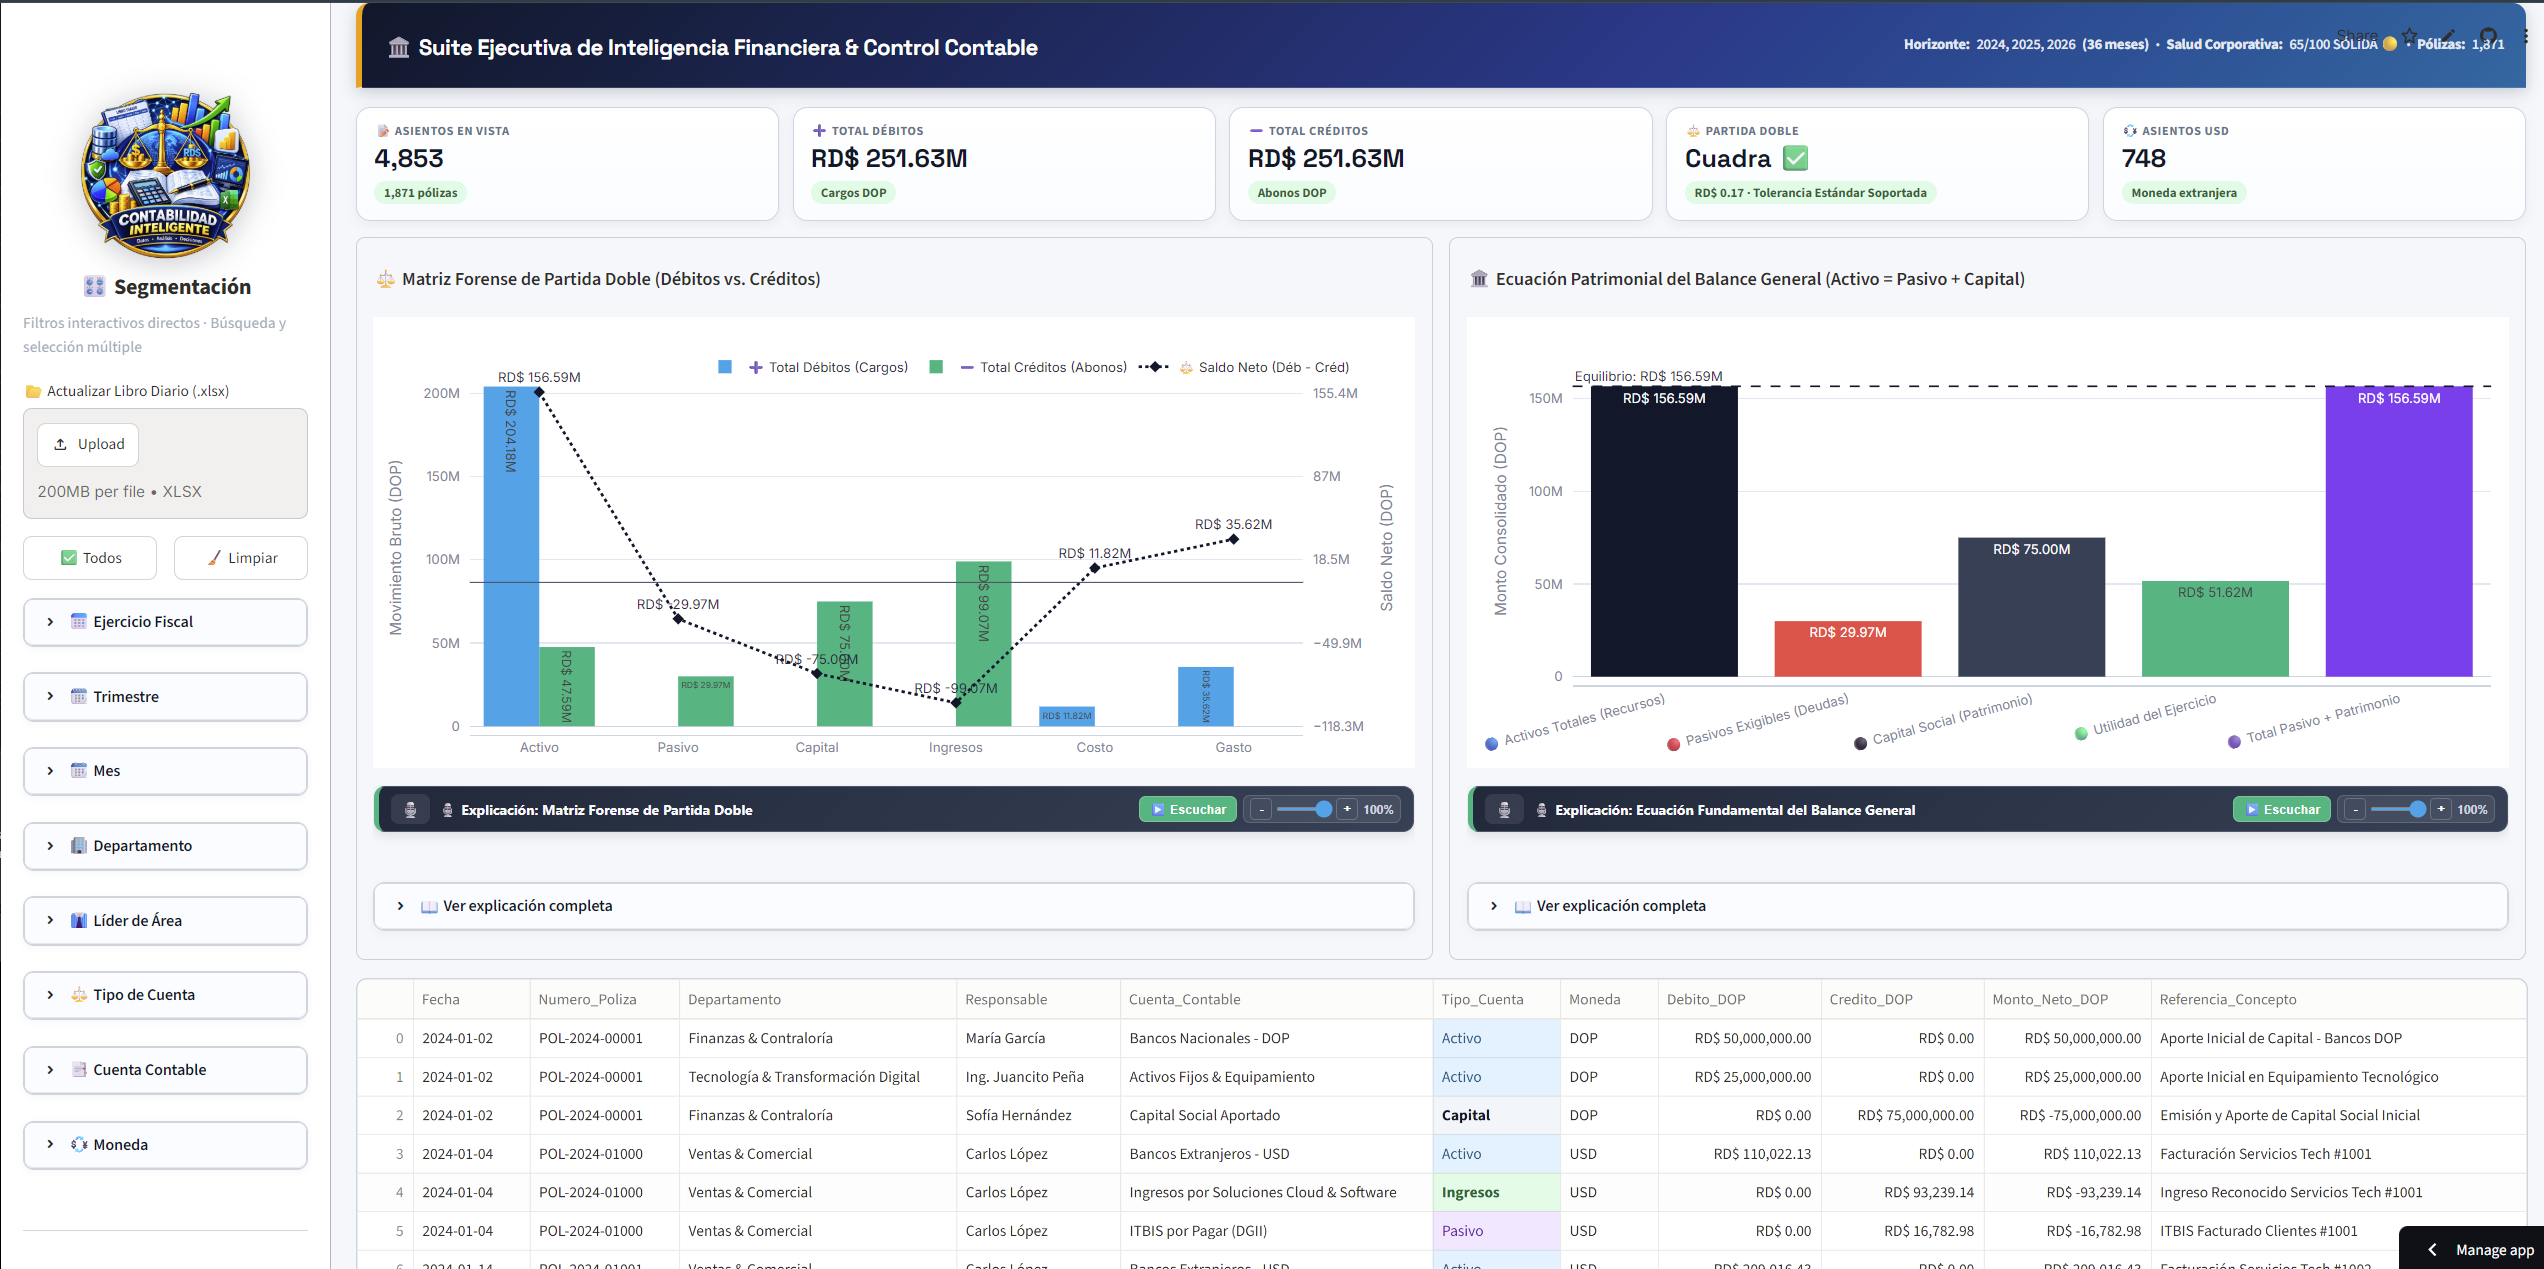 Suite Ejecutiva de Inteligencia Financiera & Control Contable
Horizonte: 2024, 2025, 2026 (36 meses) • Salud Corporativa: 65/100 SÓLIDA • Pólizas: 1,871
Share
CONTABILIDAD
INTELIGENTE
Segmentación
Filtros interactivos directos · Búsqueda y
selección múltiple
Actualizar Libro Diario (.xlsx)
Upload
200MB per file • XLSX
Todos
Limpiar
Ejercicio Fiscal
Trimestre
Mes
Departamento
Líder de Área
Tipo de Cuenta
Cuenta Contable
Moneda
ASIENTOS EN VISTA
4,853
1,871 pólizas
TOTAL DÉBITOS
RD$ 251.63M
Cargos DOP
TOTAL CRÉDITOS
RD$ 251.63M
Abonos DOP
PARTIDA DOBLE
Cuadra
RD$ 0.17 · Tolerancia Estándar Soportada
ASIENTOS USD
748
Moneda extranjera
Matriz Forense de Partida Doble (Débitos vs. Créditos)
Total Débitos (Cargos)
Total Créditos (Abonos)
Saldo Neto (Déb - Créd)
Movimiento Bruto (DOP)
200M
150M
100M
50M
0
Saldo Neto (DOP)
155.4M
87M
18.5M
−49.9M
−118.3M
RD$ 156.59M
RD$ -29.97M
RD$ -75.00M
RD$ -99.07M
RD$ 11.82M
RD$ 35.62M
RD$ 204.18M
RD$ 47.59M
RD$ 29.97M
RD$ 75.00M
RD$ 99.07M
RD$ 11.82M
RD$ 35.62M
Activo
Pasivo
Capital
Ingresos
Costo
Gasto
Explicación: Matriz Forense de Partida Doble
Escuchar
- + 100%
Ver explicación completa
Ecuación Patrimonial del Balance General (Activo = Pasivo + Capital)
Equilibrio: RD$ 156.59M
Monto Consolidado (DOP)
150M
100M
50M
0
RD$ 156.59M
RD$ 29.97M
RD$ 75.00M
RD$ 51.62M
RD$ 156.59M
Activos Totales (Recursos)
Pasivos Exigibles (Deudas)
Capital Social (Patrimonio)
Utilidad del Ejercicio
Total Pasivo + Patrimonio
Explicación: Ecuación Fundamental del Balance General
Escuchar
- + 100%
Ver explicación completa
Fecha Numero_Poliza Departamento Responsable Cuenta_Contable Tipo_Cuenta Moneda Debito_DOP Credito_DOP Monto_Neto_DOP Referencia_Concepto
0 2024-01-02 POL-2024-00001 Finanzas & Contraloría María García Bancos Nacionales - DOP Activo DOP RD$ 50,000,000.00 RD$ 0.00 RD$ 50,000,000.00 Aporte Inicial de Capital - Bancos DOP
1 2024-01-02 POL-2024-00001 Tecnología & Transformación Digital Ing. Juancito Peña Activos Fijos & Equipamiento Activo DOP RD$ 25,000,000.00 RD$ 0.00 RD$ 25,000,000.00 Aporte Inicial en Equipamiento Tecnológico
2 2024-01-02 POL-2024-00001 Finanzas & Contraloría Sofía Hernández Capital Social Aportado Capital DOP RD$ 0.00 RD$ 75,000,000.00 RD$ -75,000,000.00 Emisión y Aporte de Capital Social Inicial
3 2024-01-04 POL-2024-01000 Ventas & Comercial Carlos López Bancos Extranjeros - USD Activo USD RD$ 110,022.13 RD$ 0.00 RD$ 110,022.13 Facturación Servicios Tech #1001
4 2024-01-04 POL-2024-01000 Ventas & Comercial Carlos López Ingresos por Soluciones Cloud & Software Ingresos USD RD$ 0.00 RD$ 93,239.14 RD$ -93,239.14 Ingreso Reconocido Servicios Tech #1001
5 2024-01-04 POL-2024-01000 Ventas & Comercial Carlos López ITBIS por Pagar (DGII) Pasivo USD RD$ 0.00 RD$ 16,782.98 RD$ -16,782.98 ITBIS Facturado Clientes #1001
Manage app